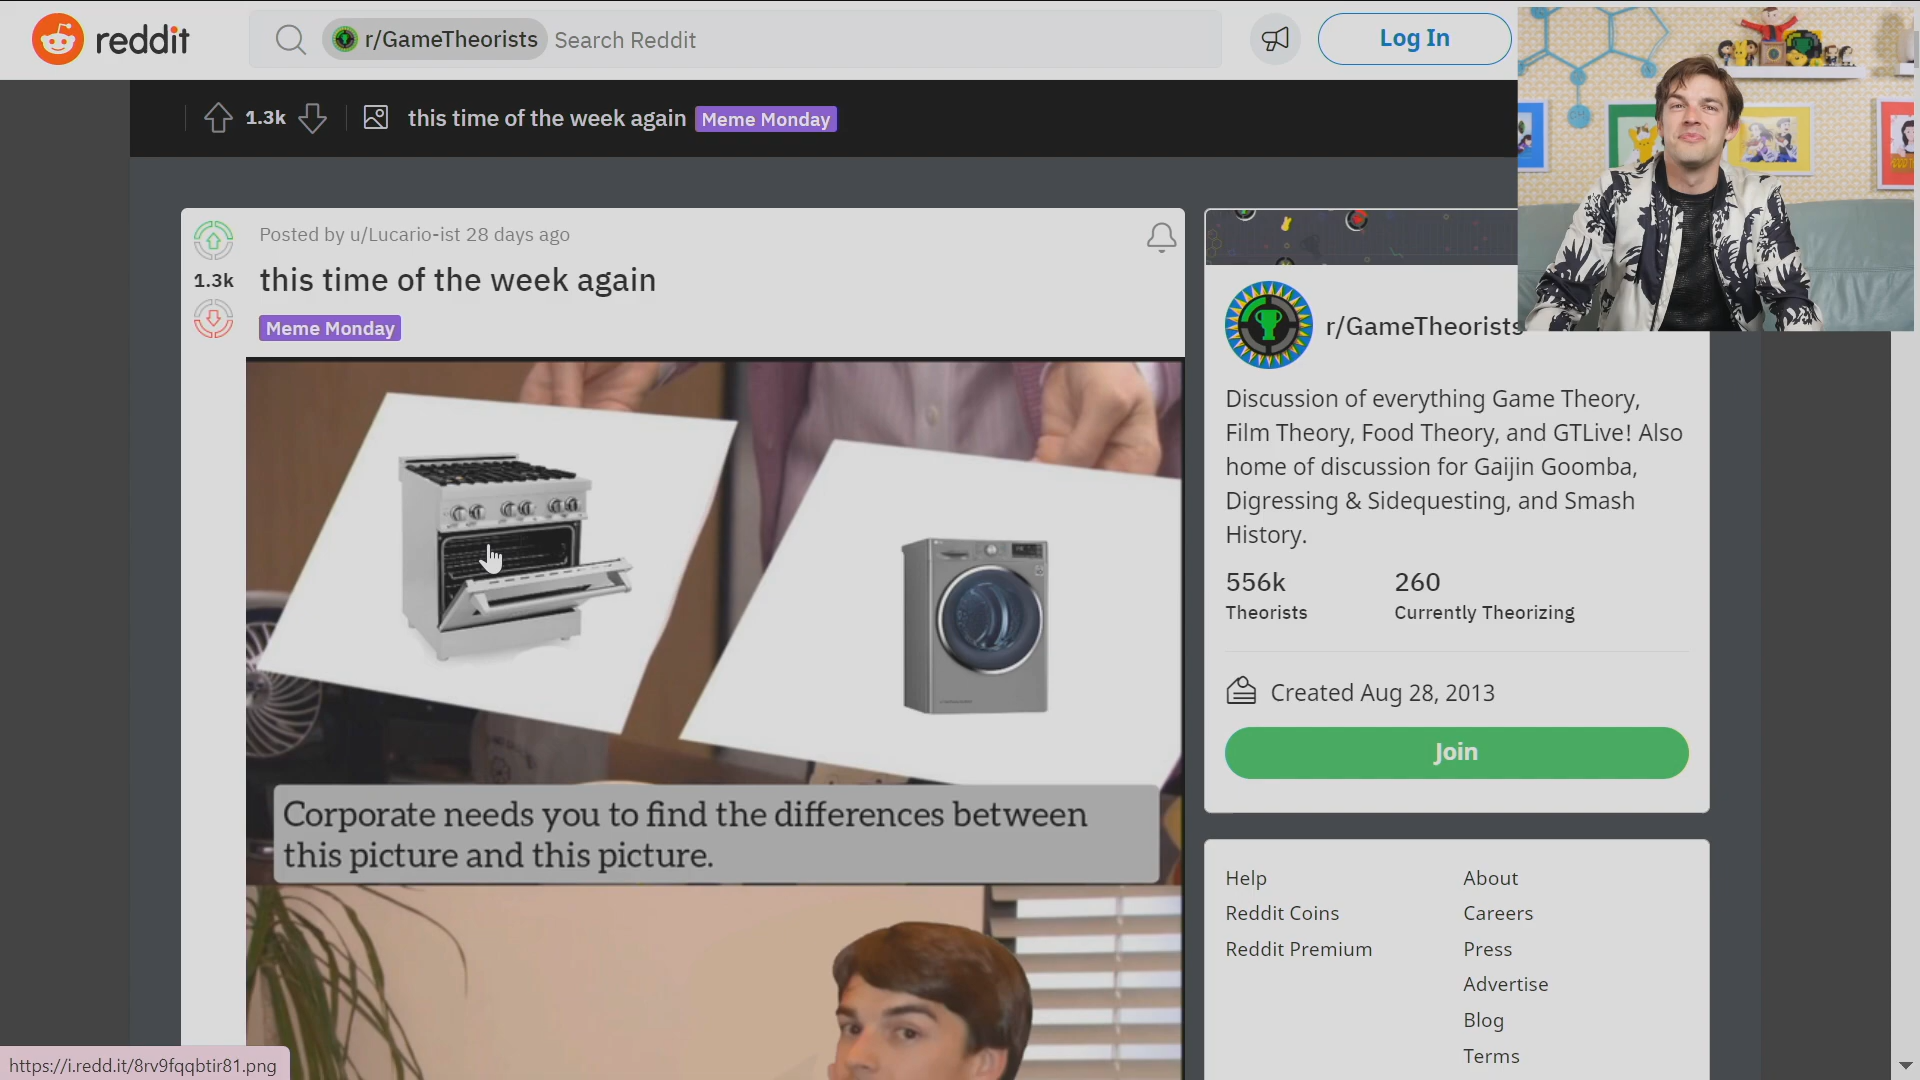 reddit
r/GameTheorists Search Reddit
Log In
1.3k
this time of the week again Meme Monday
Posted by u/Lucario-ist 28 days ago
1.3k
this time of the week again
Meme Monday
Corporate needs you to find the differences between
this picture and this picture.
r/GameTheorists
Discussion of everything Game Theory,
Film Theory, Food Theory, and GTLive! Also
home of discussion for Gaijin Goomba,
Digressing & Sidequesting, and Smash
History.
556k 260
Theorists Currently Theorizing
Created Aug 28, 2013
Join
Help About
Reddit Coins Careers
Reddit Premium Press
Advertise
Blog
Terms
https://i.redd.it/8rv9fqqbtir81.png